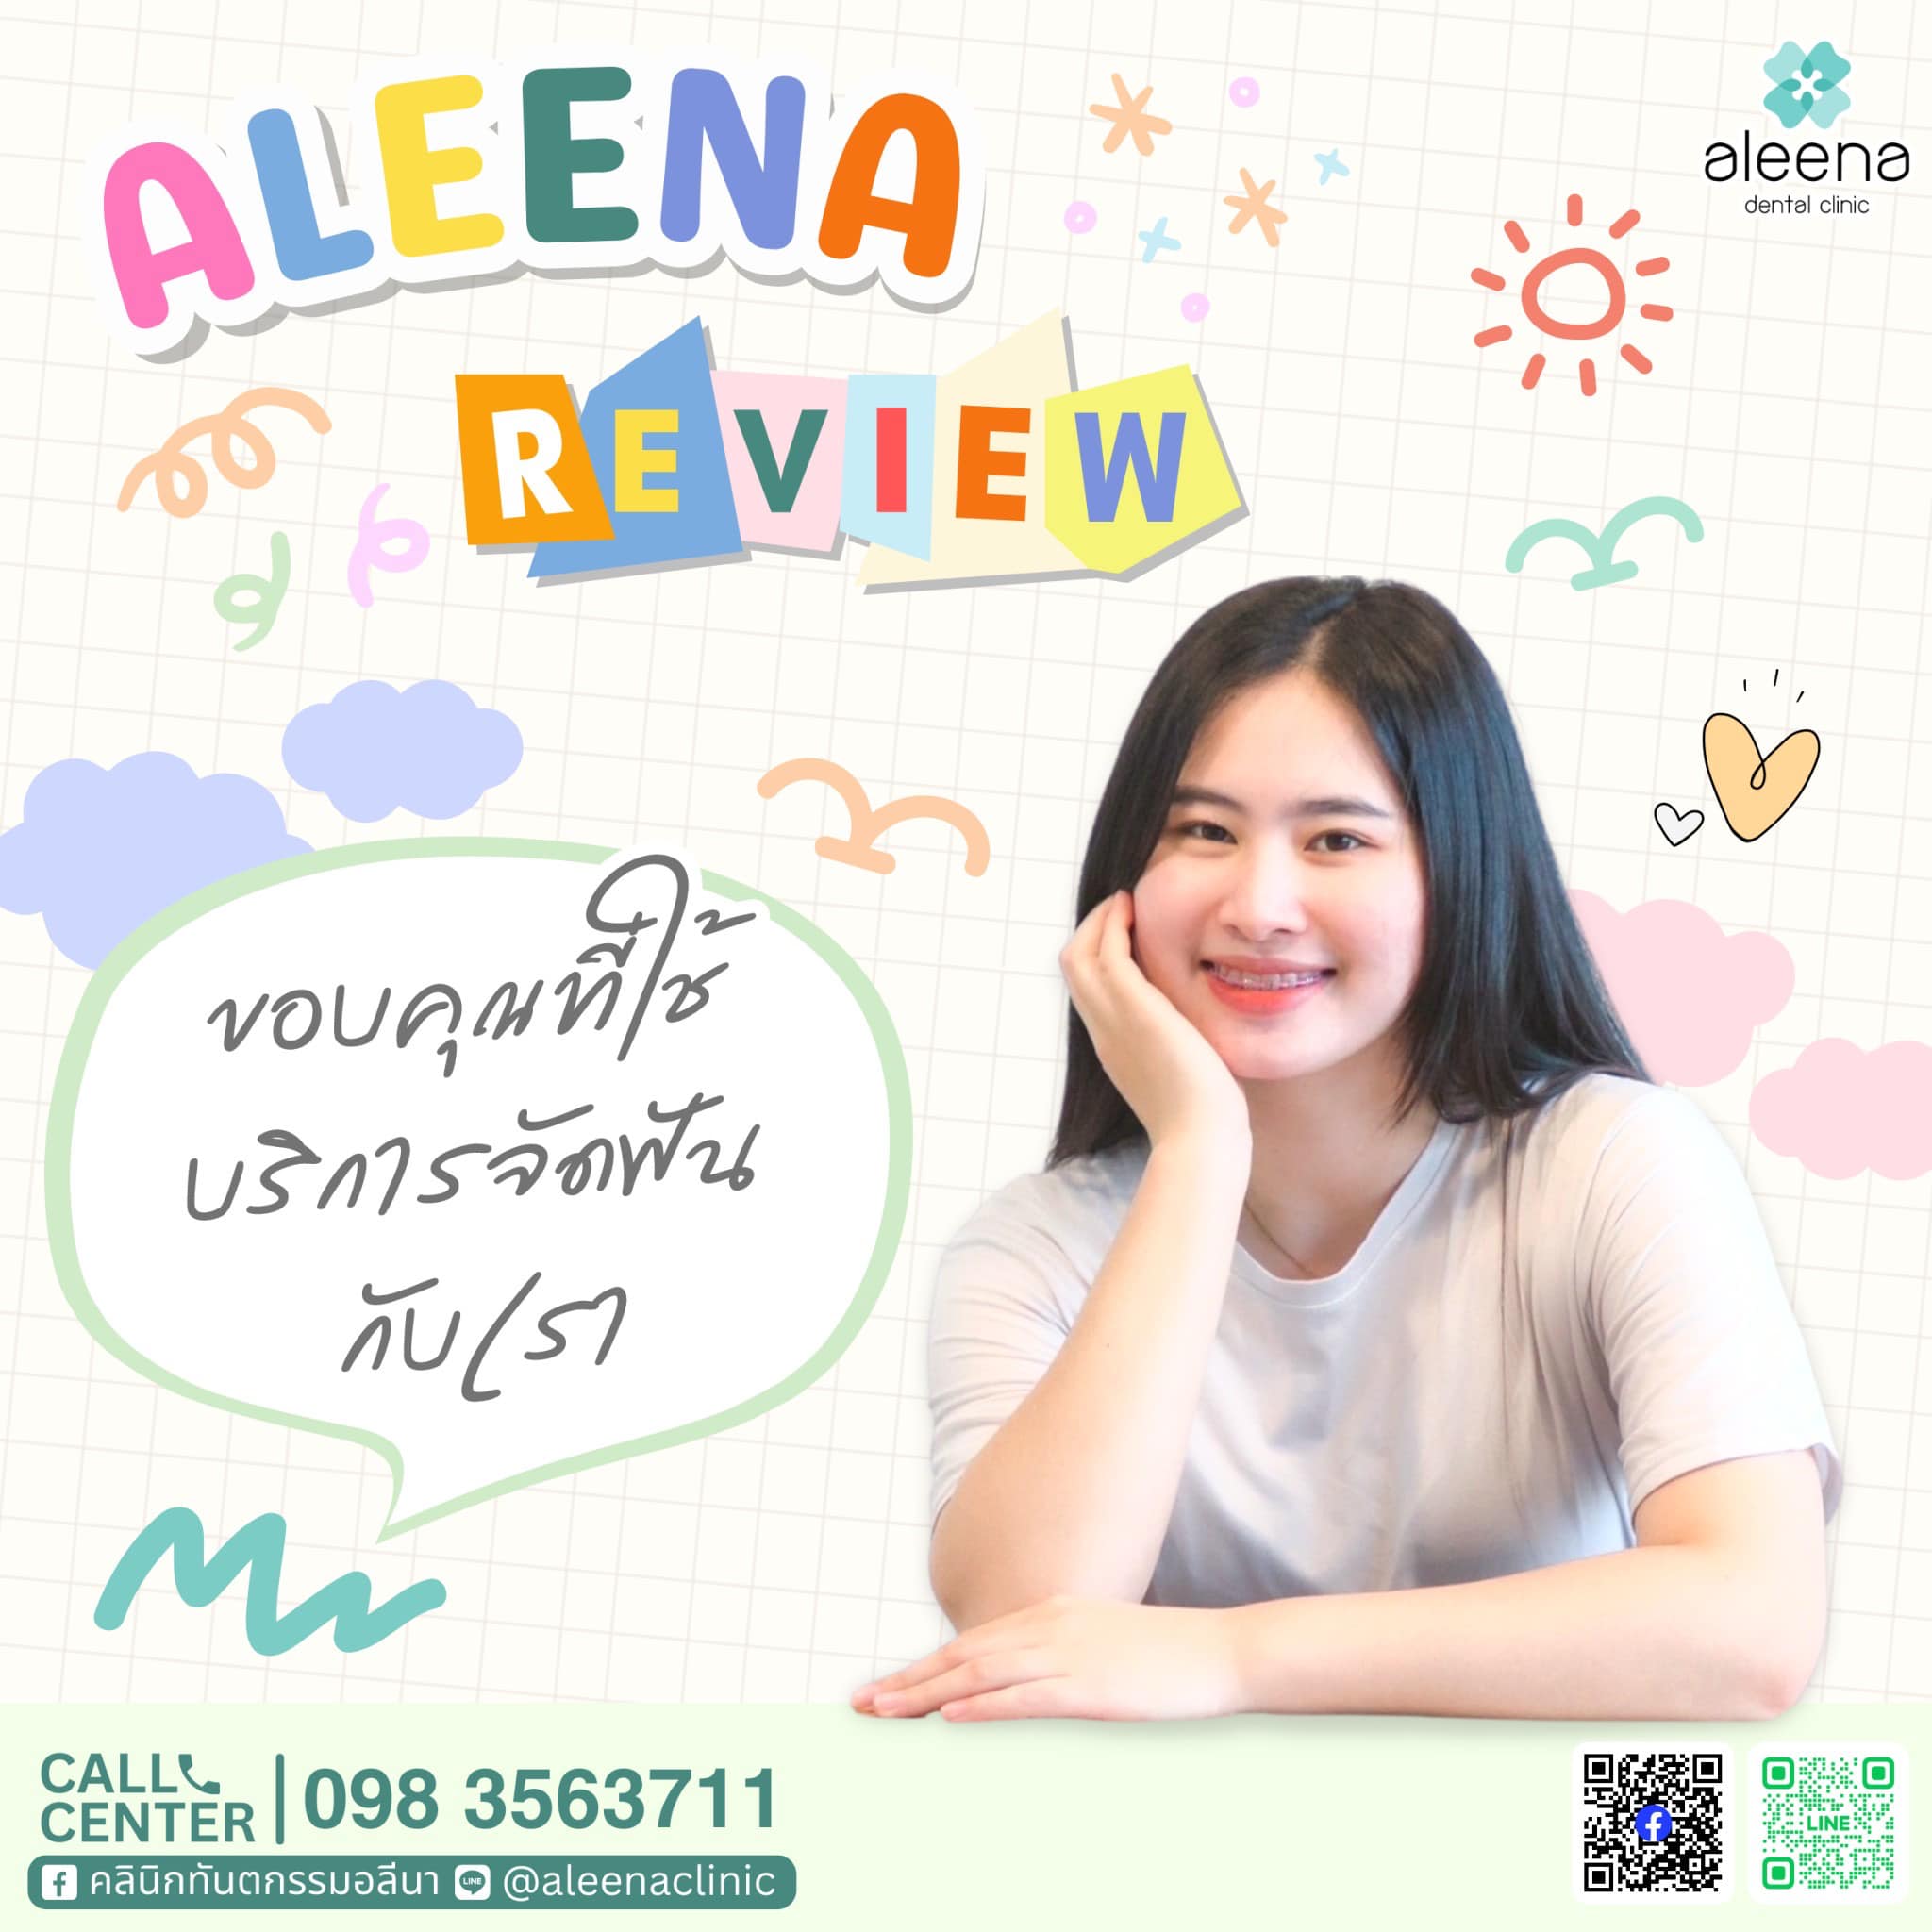 ALEENA
aleena
dental clinic
REVIEW
ขอบคุณที่ใช้
บริการจัดฟัน
กับเรา
CALL
CENTER
098 3563711
คลินิกทันตกรรมอลีนา LINE @aleenaclinic
LINE